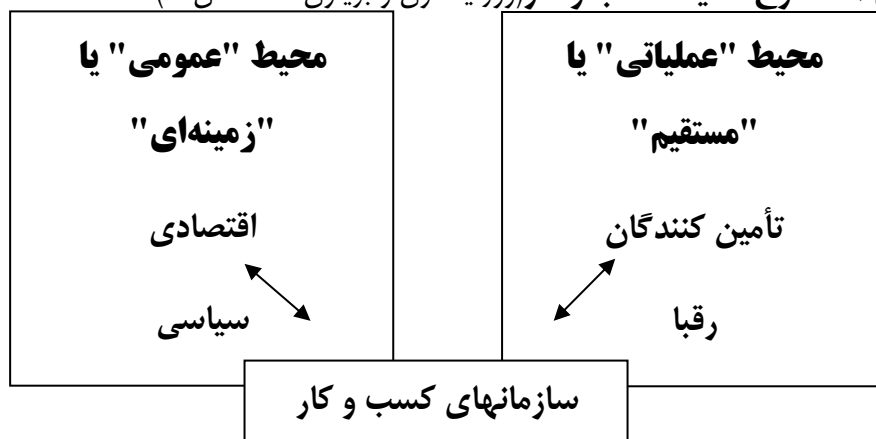 محیط "عملیاتی" یا
"مستقیم"
تأمین کنندگان
رقبا
محیط "عمومی" یا
"زمینه‌ای"
اقتصادی
سیاسی
سازمانهای کسب و کار